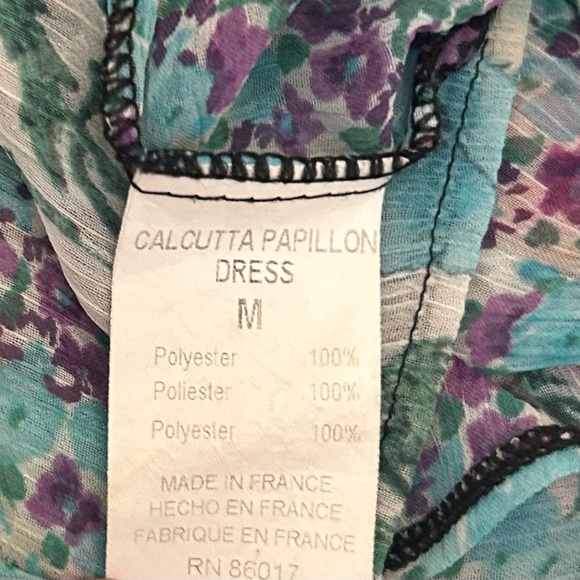 CALCUTTA PAPILLON
DRESS
M
Polyester 100%
Poliester 100%
Polyester 100%
MADE IN FRANCE
HECHO EN FRANCE
FABRIQUE EN FRANCE
RN 86017